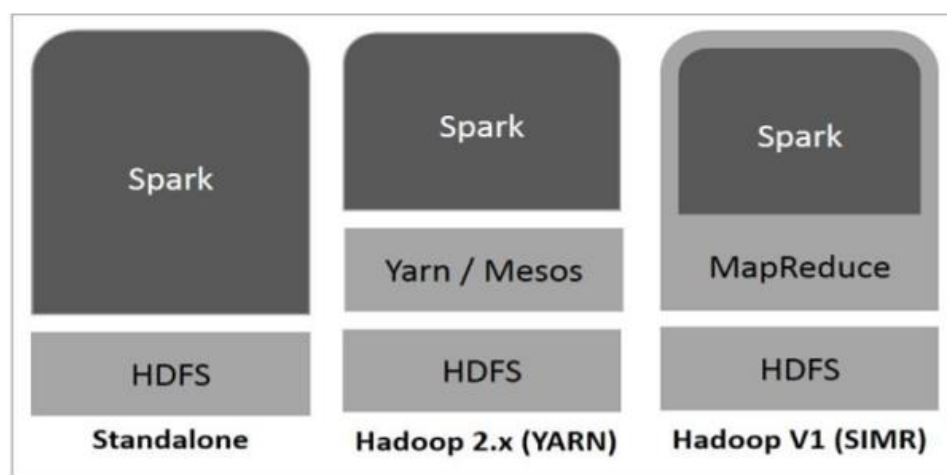 Spark
HDFS
Standalone
Spark
Yarn / Mesos
HDFS
Hadoop 2.x (YARN)
Spark
MapReduce
HDFS
Hadoop V1 (SIMR)